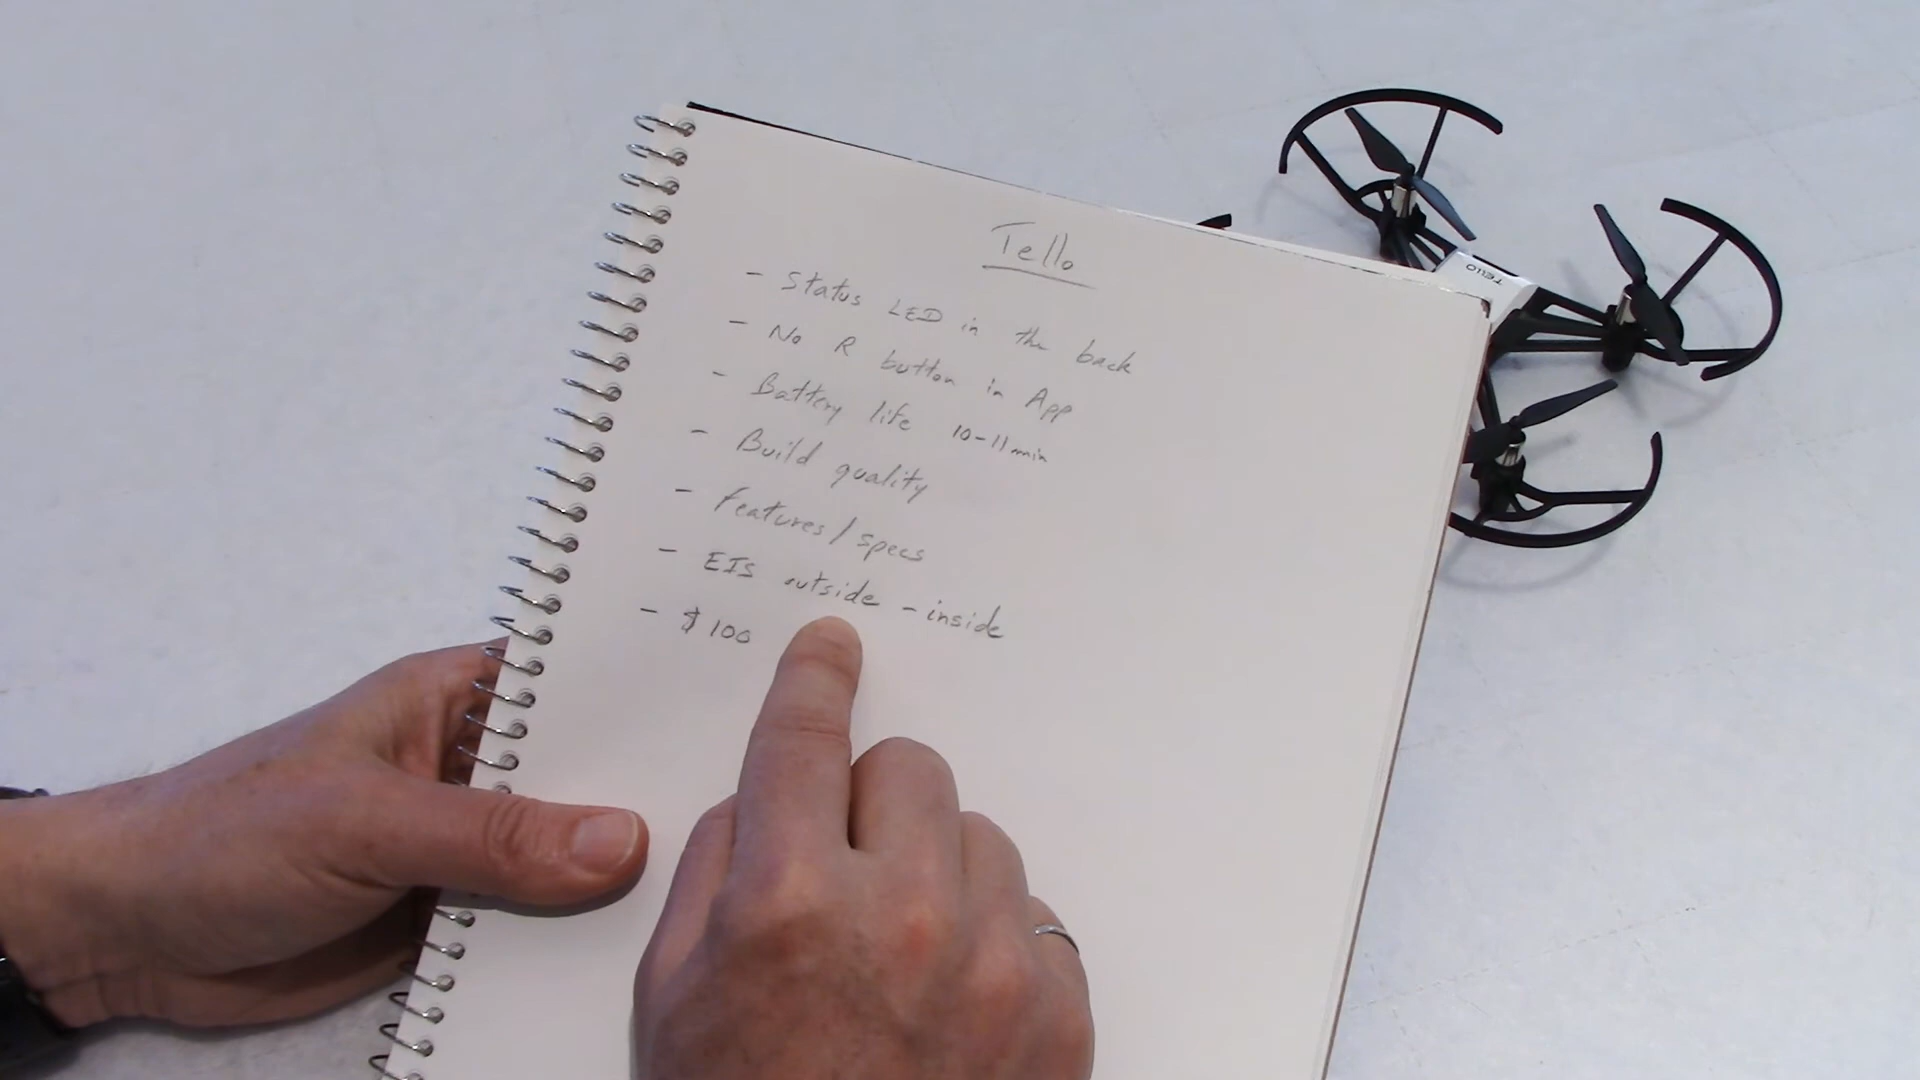 Tello
- Status LED in the back
- No R button in App
- Battery life 10-11 min
- Build quality
- Features/specs
- EIS outside - inside
- $100
TELLO